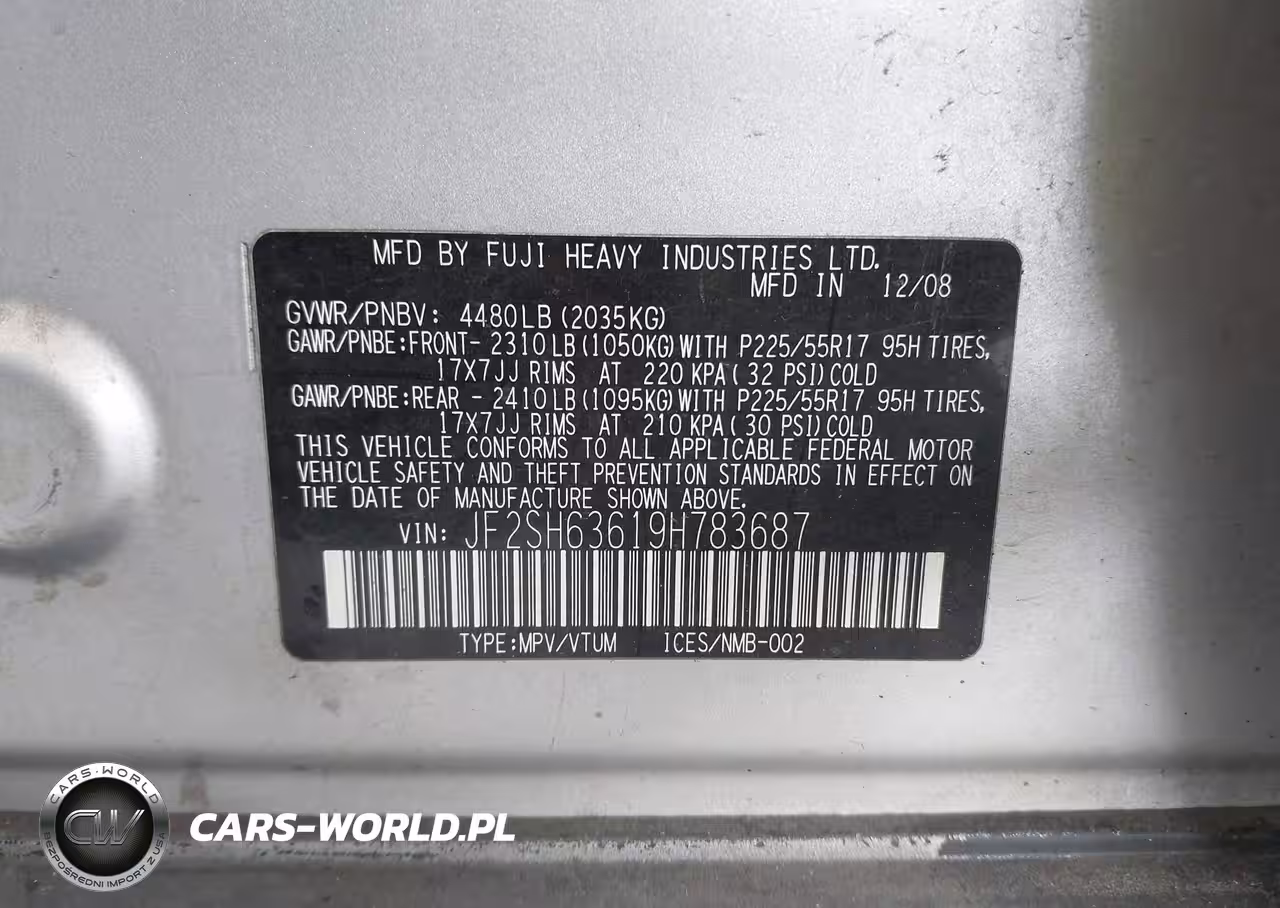 MFD BY FUJI HEAVY INDUSTRIES LTD.
MFD IN 12/08
GVWR/PNBV: 4480LB (2035KG)
GAWR/PNBE:FRONT- 2310LB (1050KG) WITH P225/55R17 95H TIRES,
17X7JJ RIMS AT 220 KPA ( 32 PSI) COLD
GAWR/PNBE:REAR - 2410LB (1095KG) WITH P225/55R17 95H TIRES,
17X7JJ RIMS AT 210 KPA ( 30 PSI) COLD
THIS VEHICLE CONFORMS TO ALL APPLICABLE FEDERAL MOTOR
VEHICLE SAFETY AND THEFT PREVENTION STANDARDS IN EFFECT ON
THE DATE OF MANUFACTURE SHOWN ABOVE.
VIN: JF2SH63619H783687
TYPE:MPV/VTUM ICES/NMB-002
CARS-WORLD
CW
BEZPOŚREDNI IMPORT Z USA
CARS-WORLD.PL